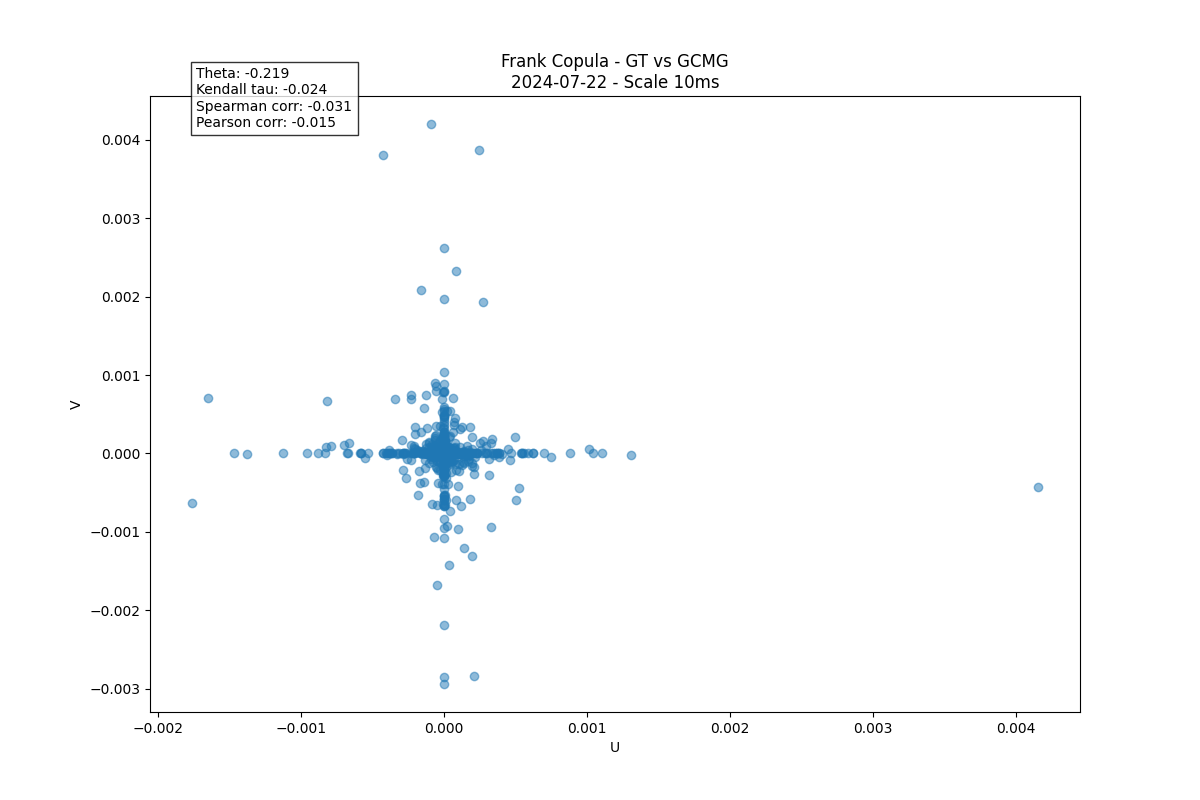 Frank Copula - GT vs GCMG
2024-07-22 - Scale 10ms
Theta: -0.219
Kendall tau: -0.024
Spearman corr: -0.031
Pearson corr: -0.015
0.004
0.003
0.002
0.001
0.000
−0.001
−0.002
−0.003
V
−0.002 −0.001 0.000 0.001 0.002 0.003 0.004
U